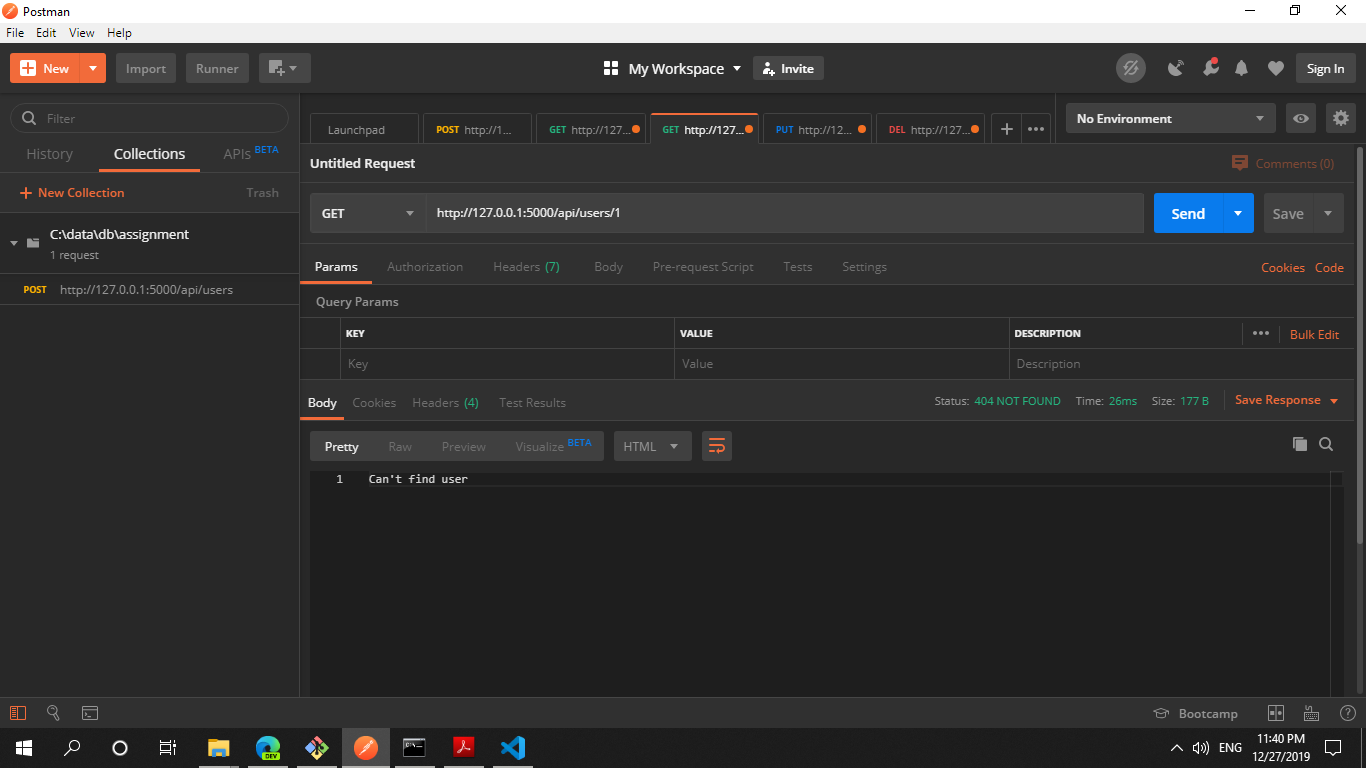 Postman
File Edit View Help
New Import Runner My Workspace Invite Sign In
Filter
History Collections APIs BETA
New Collection Trash
C:\data\db\assignment
1 request
POST http://127.0.0.1:5000/api/users
Launchpad POST http://1... GET http://127... GET http://127... PUT http://12... DEL http://127... No Environment
Untitled Request Comments (0)
GET http://127.0.0.1:5000/api/users/1 Send Save
Params Authorization Headers (7) Body Pre-request Script Tests Settings Cookies Code
Query Params
KEY VALUE DESCRIPTION Bulk Edit
Key Value Description
Body Cookies Headers (4) Test Results Status: 404 NOT FOUND Time: 26ms Size: 177 B Save Response
Pretty Raw Preview Visualize BETA HTML
1 Can't find user
Bootcamp
DEV ENG 11:40 PM
12/27/2019